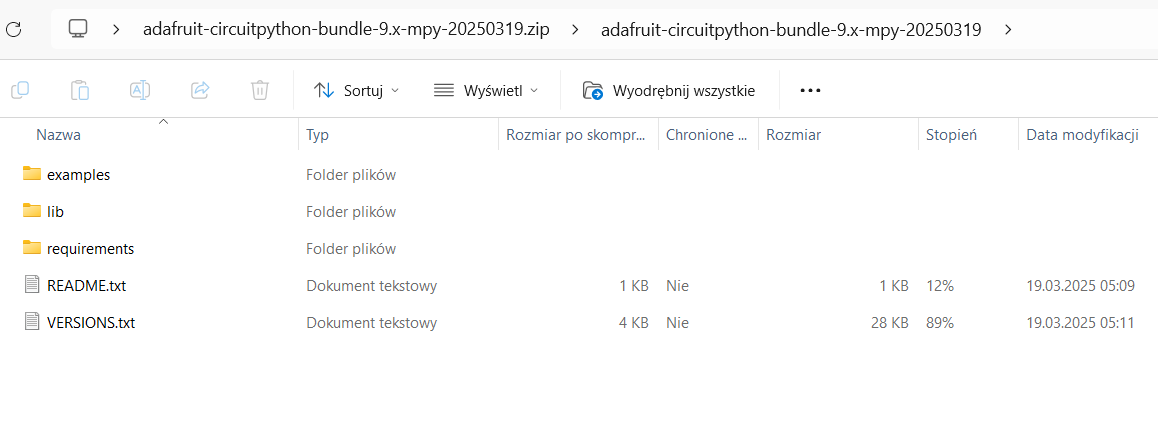 adafruit-circuitpython-bundle-9.x-mpy-20250319.zip > adafruit-circuitpython-bundle-9.x-mpy-20250319 >
Sortuj Wyświetl Wyodrębnij wszystkie ...
Nazwa Typ Rozmiar po skompr... Chronione ... Rozmiar Stopień Data modyfikacji
examples Folder plików
lib Folder plików
requirements Folder plików
README.txt Dokument tekstowy 1 KB Nie 1 KB 12% 19.03.2025 05:09
VERSIONS.txt Dokument tekstowy 4 KB Nie 28 KB 89% 19.03.2025 05:11